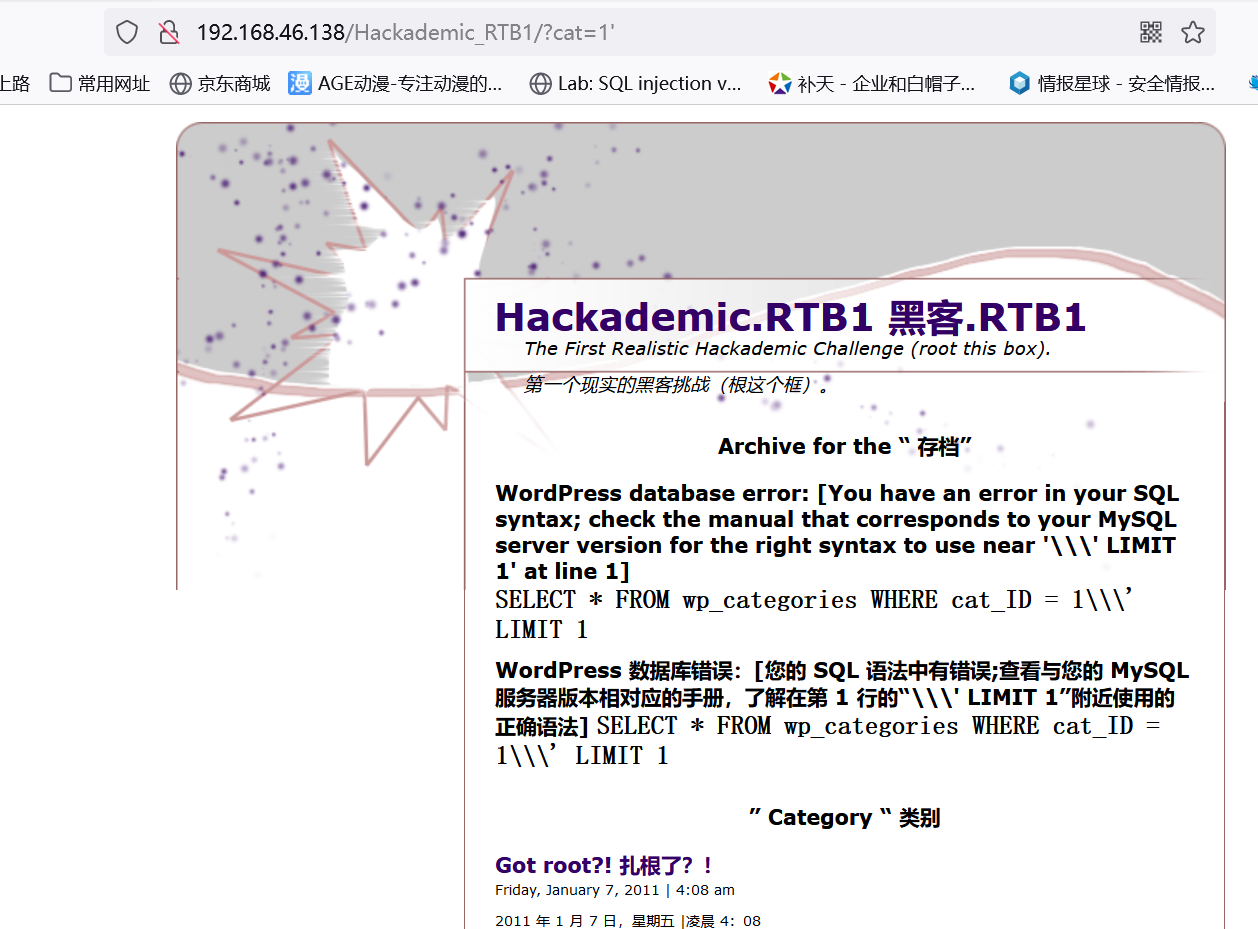 192.168.46.138/Hackademic_RTB1/?cat=1'
上路 常用网址 京东商城 漫 AGE动漫-专注动漫的... Lab: SQL injection v... 补天 - 企业和白帽子... 情报星球 - 安全情报...
Hackademic.RTB1 黑客.RTB1
The First Realistic Hackademic Challenge (root this box).
第一个现实的黑客挑战（根这个框）。
Archive for the “ 存档”
WordPress database error: [You have an error in your SQL
syntax; check the manual that corresponds to your MySQL
server version for the right syntax to use near '\\\' LIMIT
1' at line 1]
SELECT * FROM wp_categories WHERE cat_ID = 1\\\’
LIMIT 1
WordPress 数据库错误：[您的 SQL 语法中有错误;查看与您的 MySQL
服务器版本相对应的手册，了解在第 1 行的“\\\' LIMIT 1”附近使用的
正确语法] SELECT * FROM wp_categories WHERE cat_ID =
1\\\’ LIMIT 1
” Category “ 类别
Got root?! 扎根了？！
Friday, January 7, 2011 | 4:08 am
2011 年 1 月 7 日，星期五 |凌晨 4：08